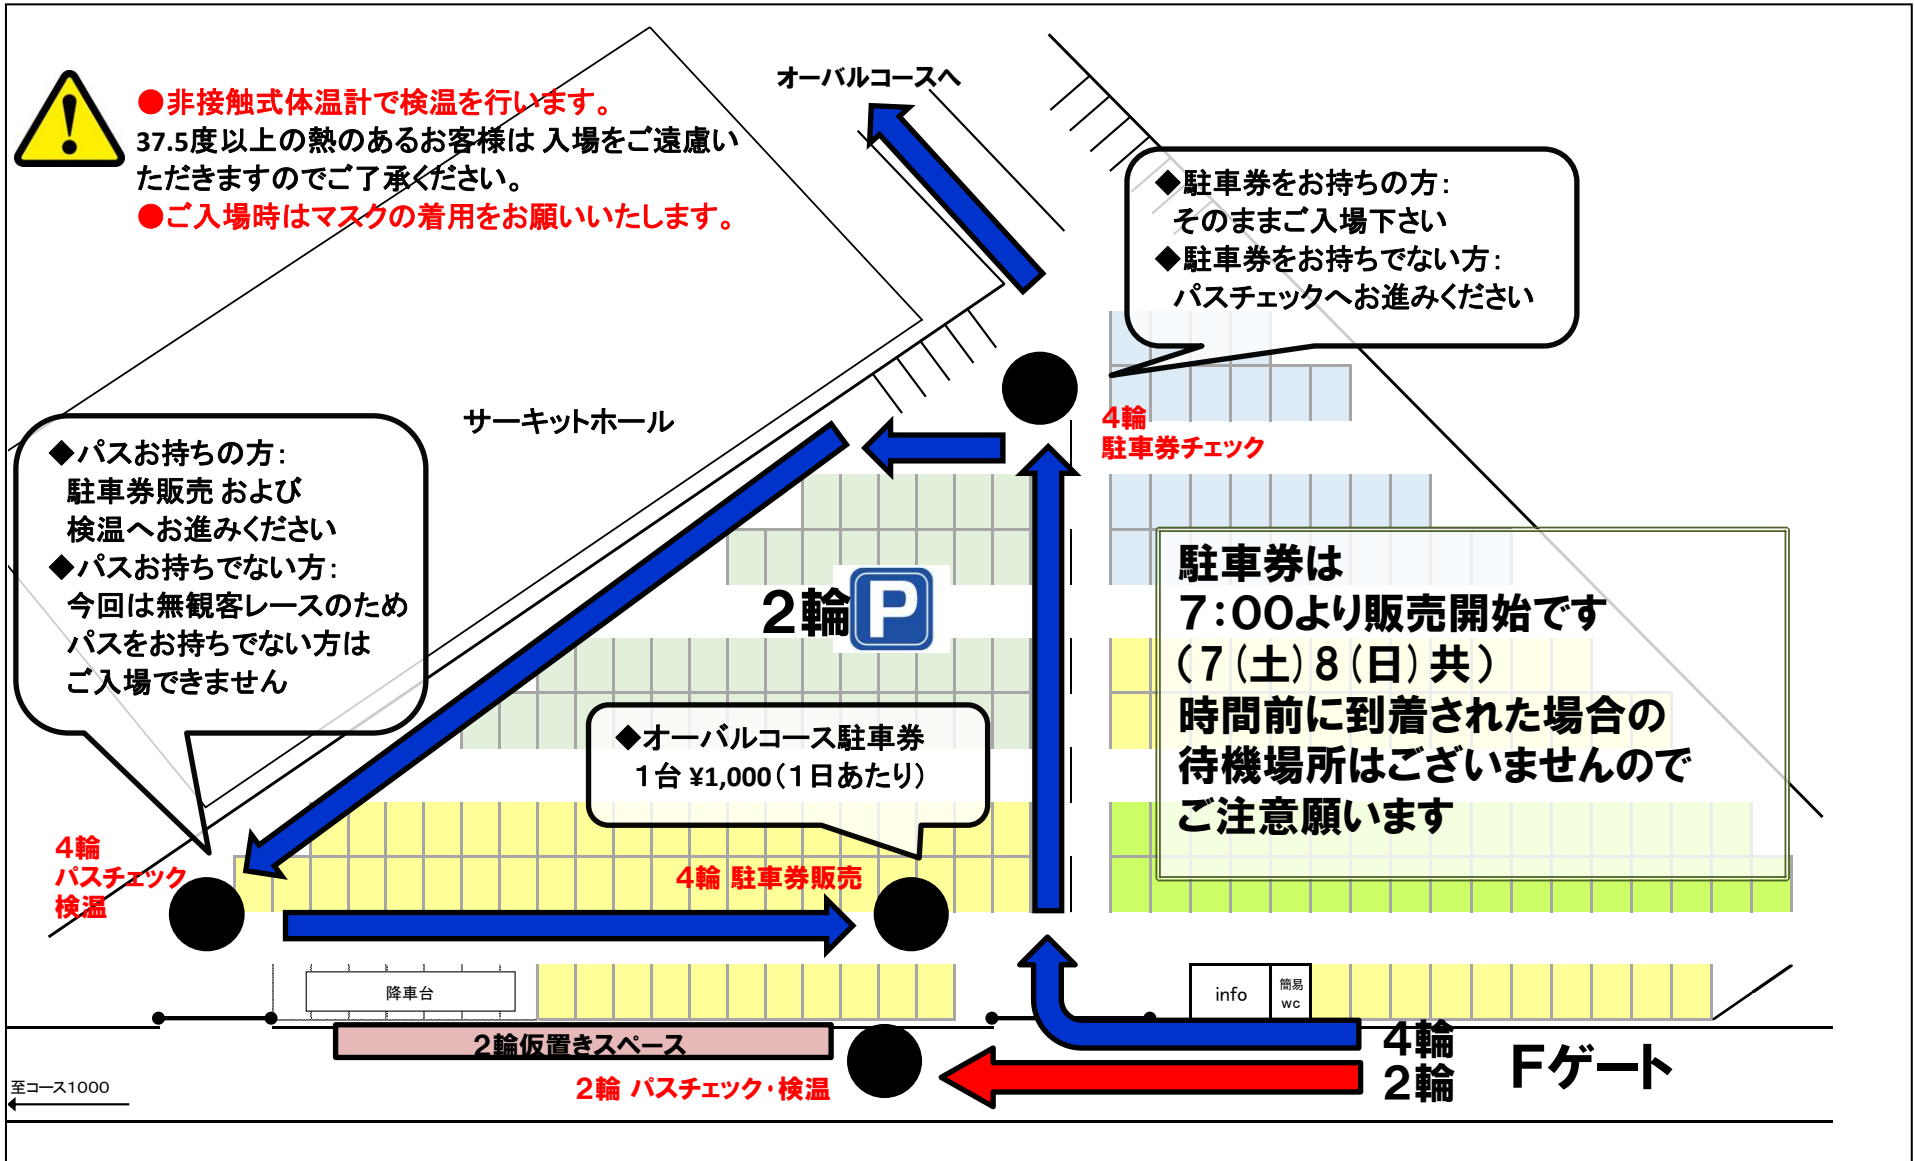 ●非接触式体温計で検温を行います。
37.5度以上の熱のあるお客様は 入場をご遠慮い
ただきますのでご了承ください。
●ご入場時はマスクの着用をお願いいたします。
オーバルコースへ
◆駐車券をお持ちの方:
そのままご入場下さい
◆駐車券をお持ちでない方:
パスチェックへお進みください
サーキットホール
4輪
駐車券チェック
◆パスお持ちの方:
駐車券販売 および
検温へお進みください
◆パスお持ちでない方:
今回は無観客レースのため
パスをお持ちでない方は
ご入場できません
2輪 P
駐車券は
7:00より販売開始です
(7(土)8(日)共)
時間前に到着された場合の
待機場所はございませんので
ご注意願います
◆オーバルコース駐車券
1台 ¥1,000(1日あたり)
4輪
パスチェック
検温
4輪 駐車券販売
降車台
info
簡易
wc
2輪仮置きスペース
4輪
2輪
Fゲート
2輪 パスチェック・検温
至コース1000